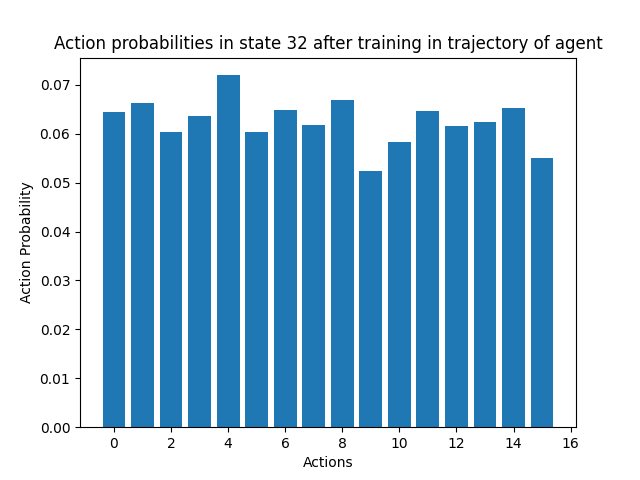 Action probabilities in state 32 after training in trajectory of agent
0.07
0.06
0.05
0.04
0.03
0.02
0.01
0.00
Action Probability
0 2 4 6 8 10 12 14 16
Actions